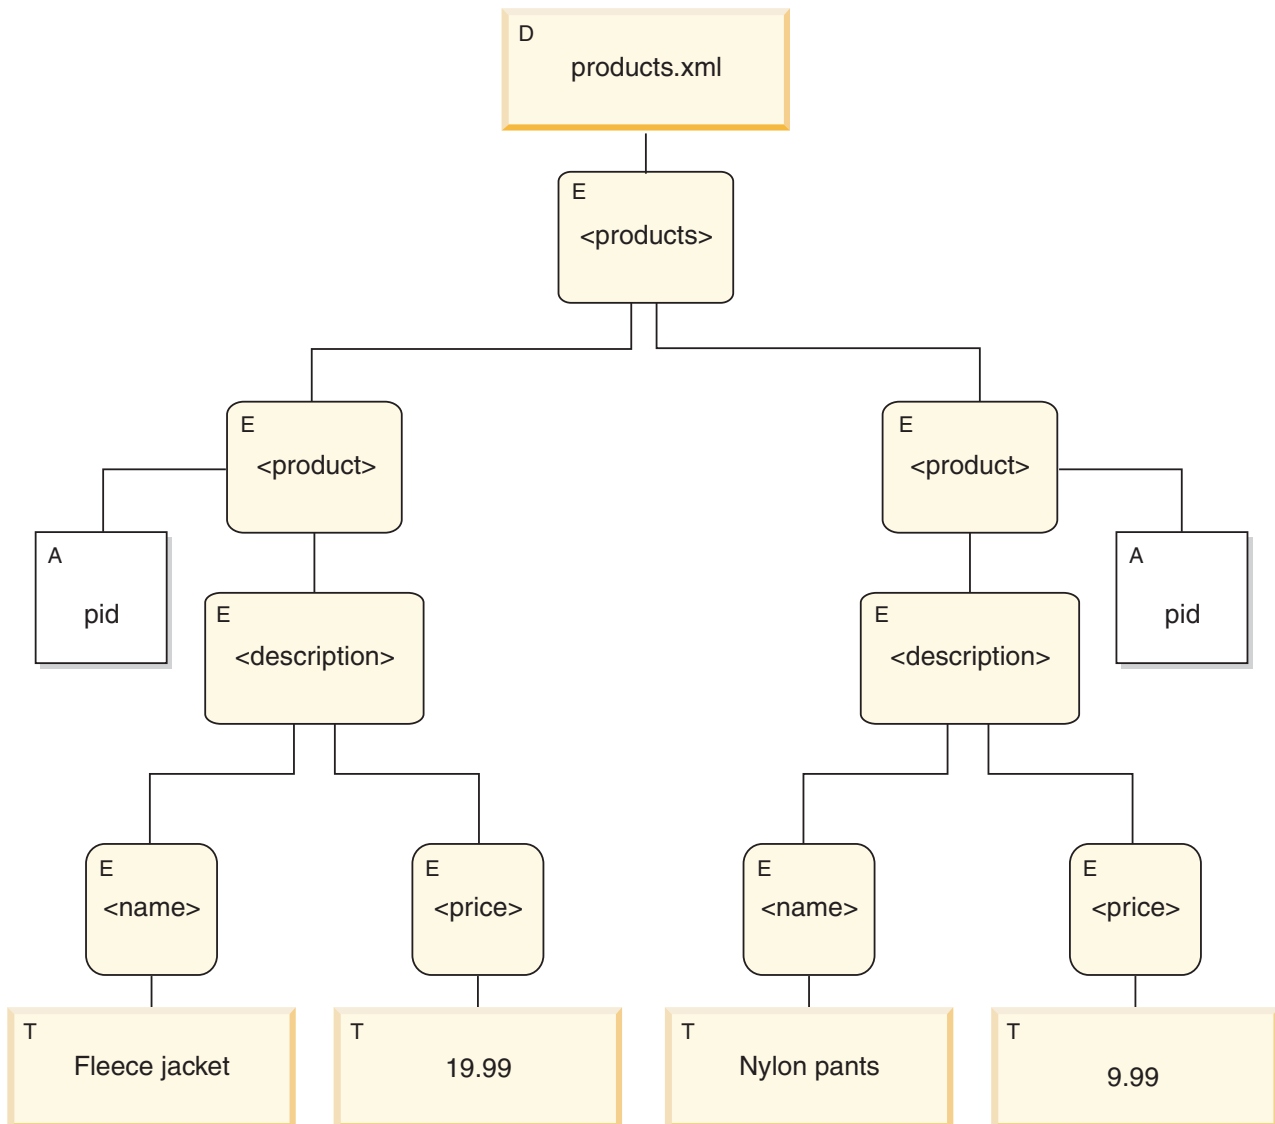 D
products.xml
E
<products>
E
<product>
E
<product>
A
pid
A
pid
E
<description>
E
<description>
E
<name>
E
<price>
E
<name>
E
<price>
T
Fleece jacket
T
19.99
T
Nylon pants
T
9.99